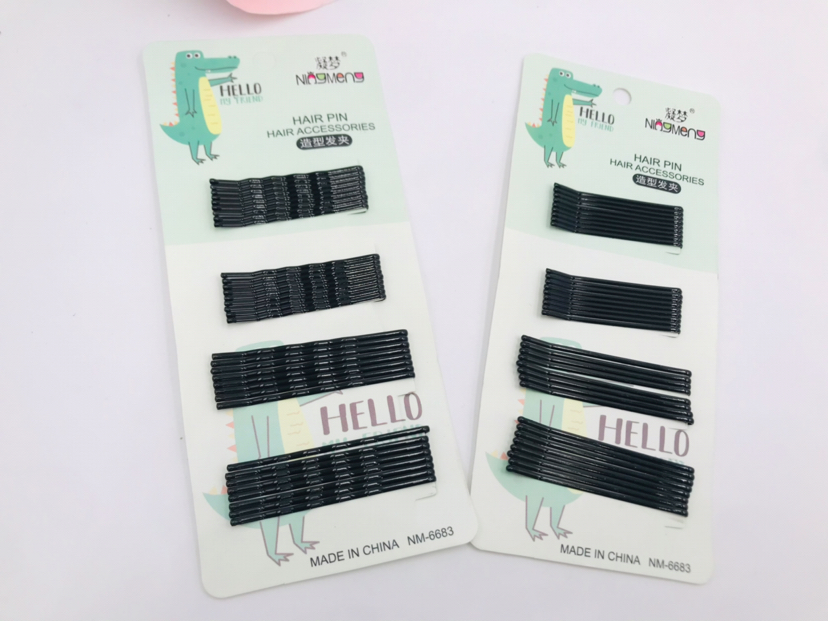 HELLO
MY FRIEND
凝梦®
NingMeng
HAIR PIN
HAIR ACCESSORIES
造型发夹
HELLO
MADE IN CHINA NM-6683
HELLO
MY FRIEND
凝梦®
NingMeng
HAIR PIN
HAIR ACCESSORIES
造型发夹
HELLO
MADE IN CHINA NM-6683